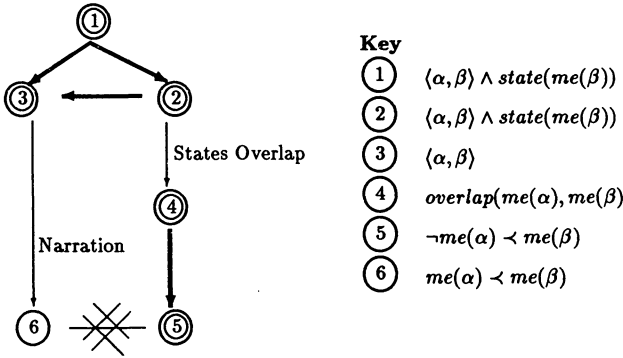 1
3
2
States Overlap
4
Narration
6
5
Key
1 ⟨α, β⟩ ∧ state(me(β))
2 ⟨α, β⟩ ∧ state(me(β))
3 ⟨α, β⟩
4 overlap(me(α), me(β)
5 ¬me(α) ≺ me(β)
6 me(α) ≺ me(β)